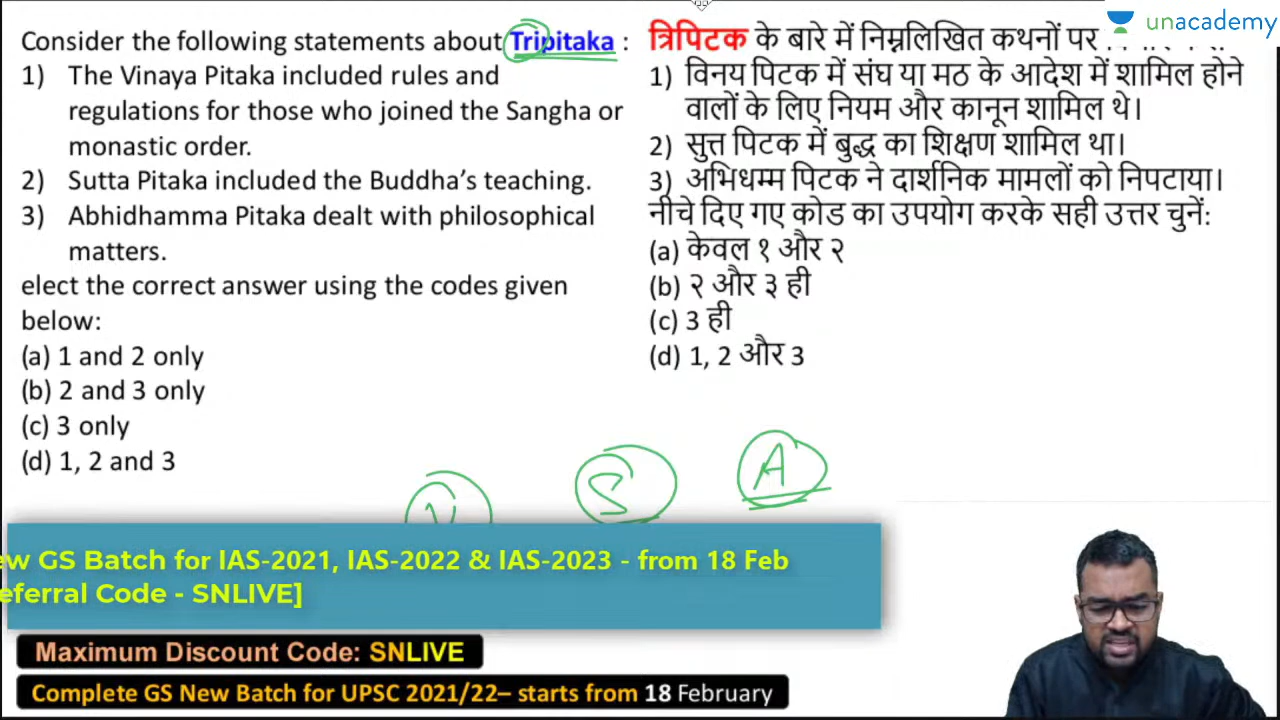 unacademy
Consider the following statements about Tripitaka :
1) The Vinaya Pitaka included rules and
regulations for those who joined the Sangha or
monastic order.
2) Sutta Pitaka included the Buddha's teaching.
3) Abhidhamma Pitaka dealt with philosophical
matters.
elect the correct answer using the codes given
below:
(a) 1 and 2 only
(b) 2 and 3 only
(c) 3 only
(d) 1, 2 and 3
त्रिपिटक के बारे में निम्नलिखित कथनों पर
1) विनय पिटक में संघ या मठ के आदेश में शामिल होने
वालों के लिए नियम और कानून शामिल थे।
2) सुत्त पिटक में बुद्ध का शिक्षण शामिल था।
3) अभिधम्म पिटक ने दार्शनिक मामलों को निपटाया।
नीचे दिए गए कोड का उपयोग करके सही उत्तर चुनें:
(a) केवल १ और २
(b) २ और ३ ही
(c) 3 ही
(d) 1, 2 और 3
S A
ew GS Batch for IAS-2021, IAS-2022 & IAS-2023 - from 18 Feb
eferral Code - SNLIVE]
Maximum Discount Code: SNLIVE
Complete GS New Batch for UPSC 2021/22– starts from 18 February